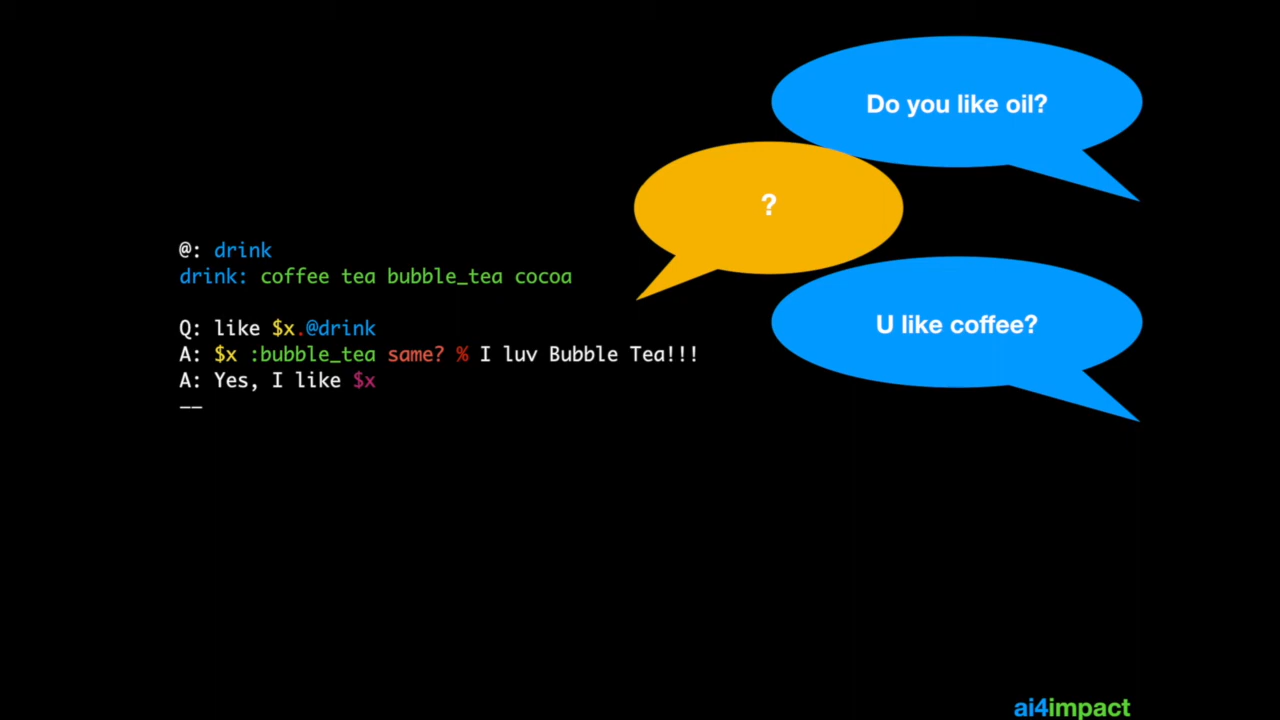 Do you like oil?
?
@: drink
drink: coffee tea bubble_tea cocoa
U like coffee?
Q: like $x.@drink
A: $x :bubble_tea same? % I luv Bubble Tea!!!
A: Yes, I like $x
––
ai4impact